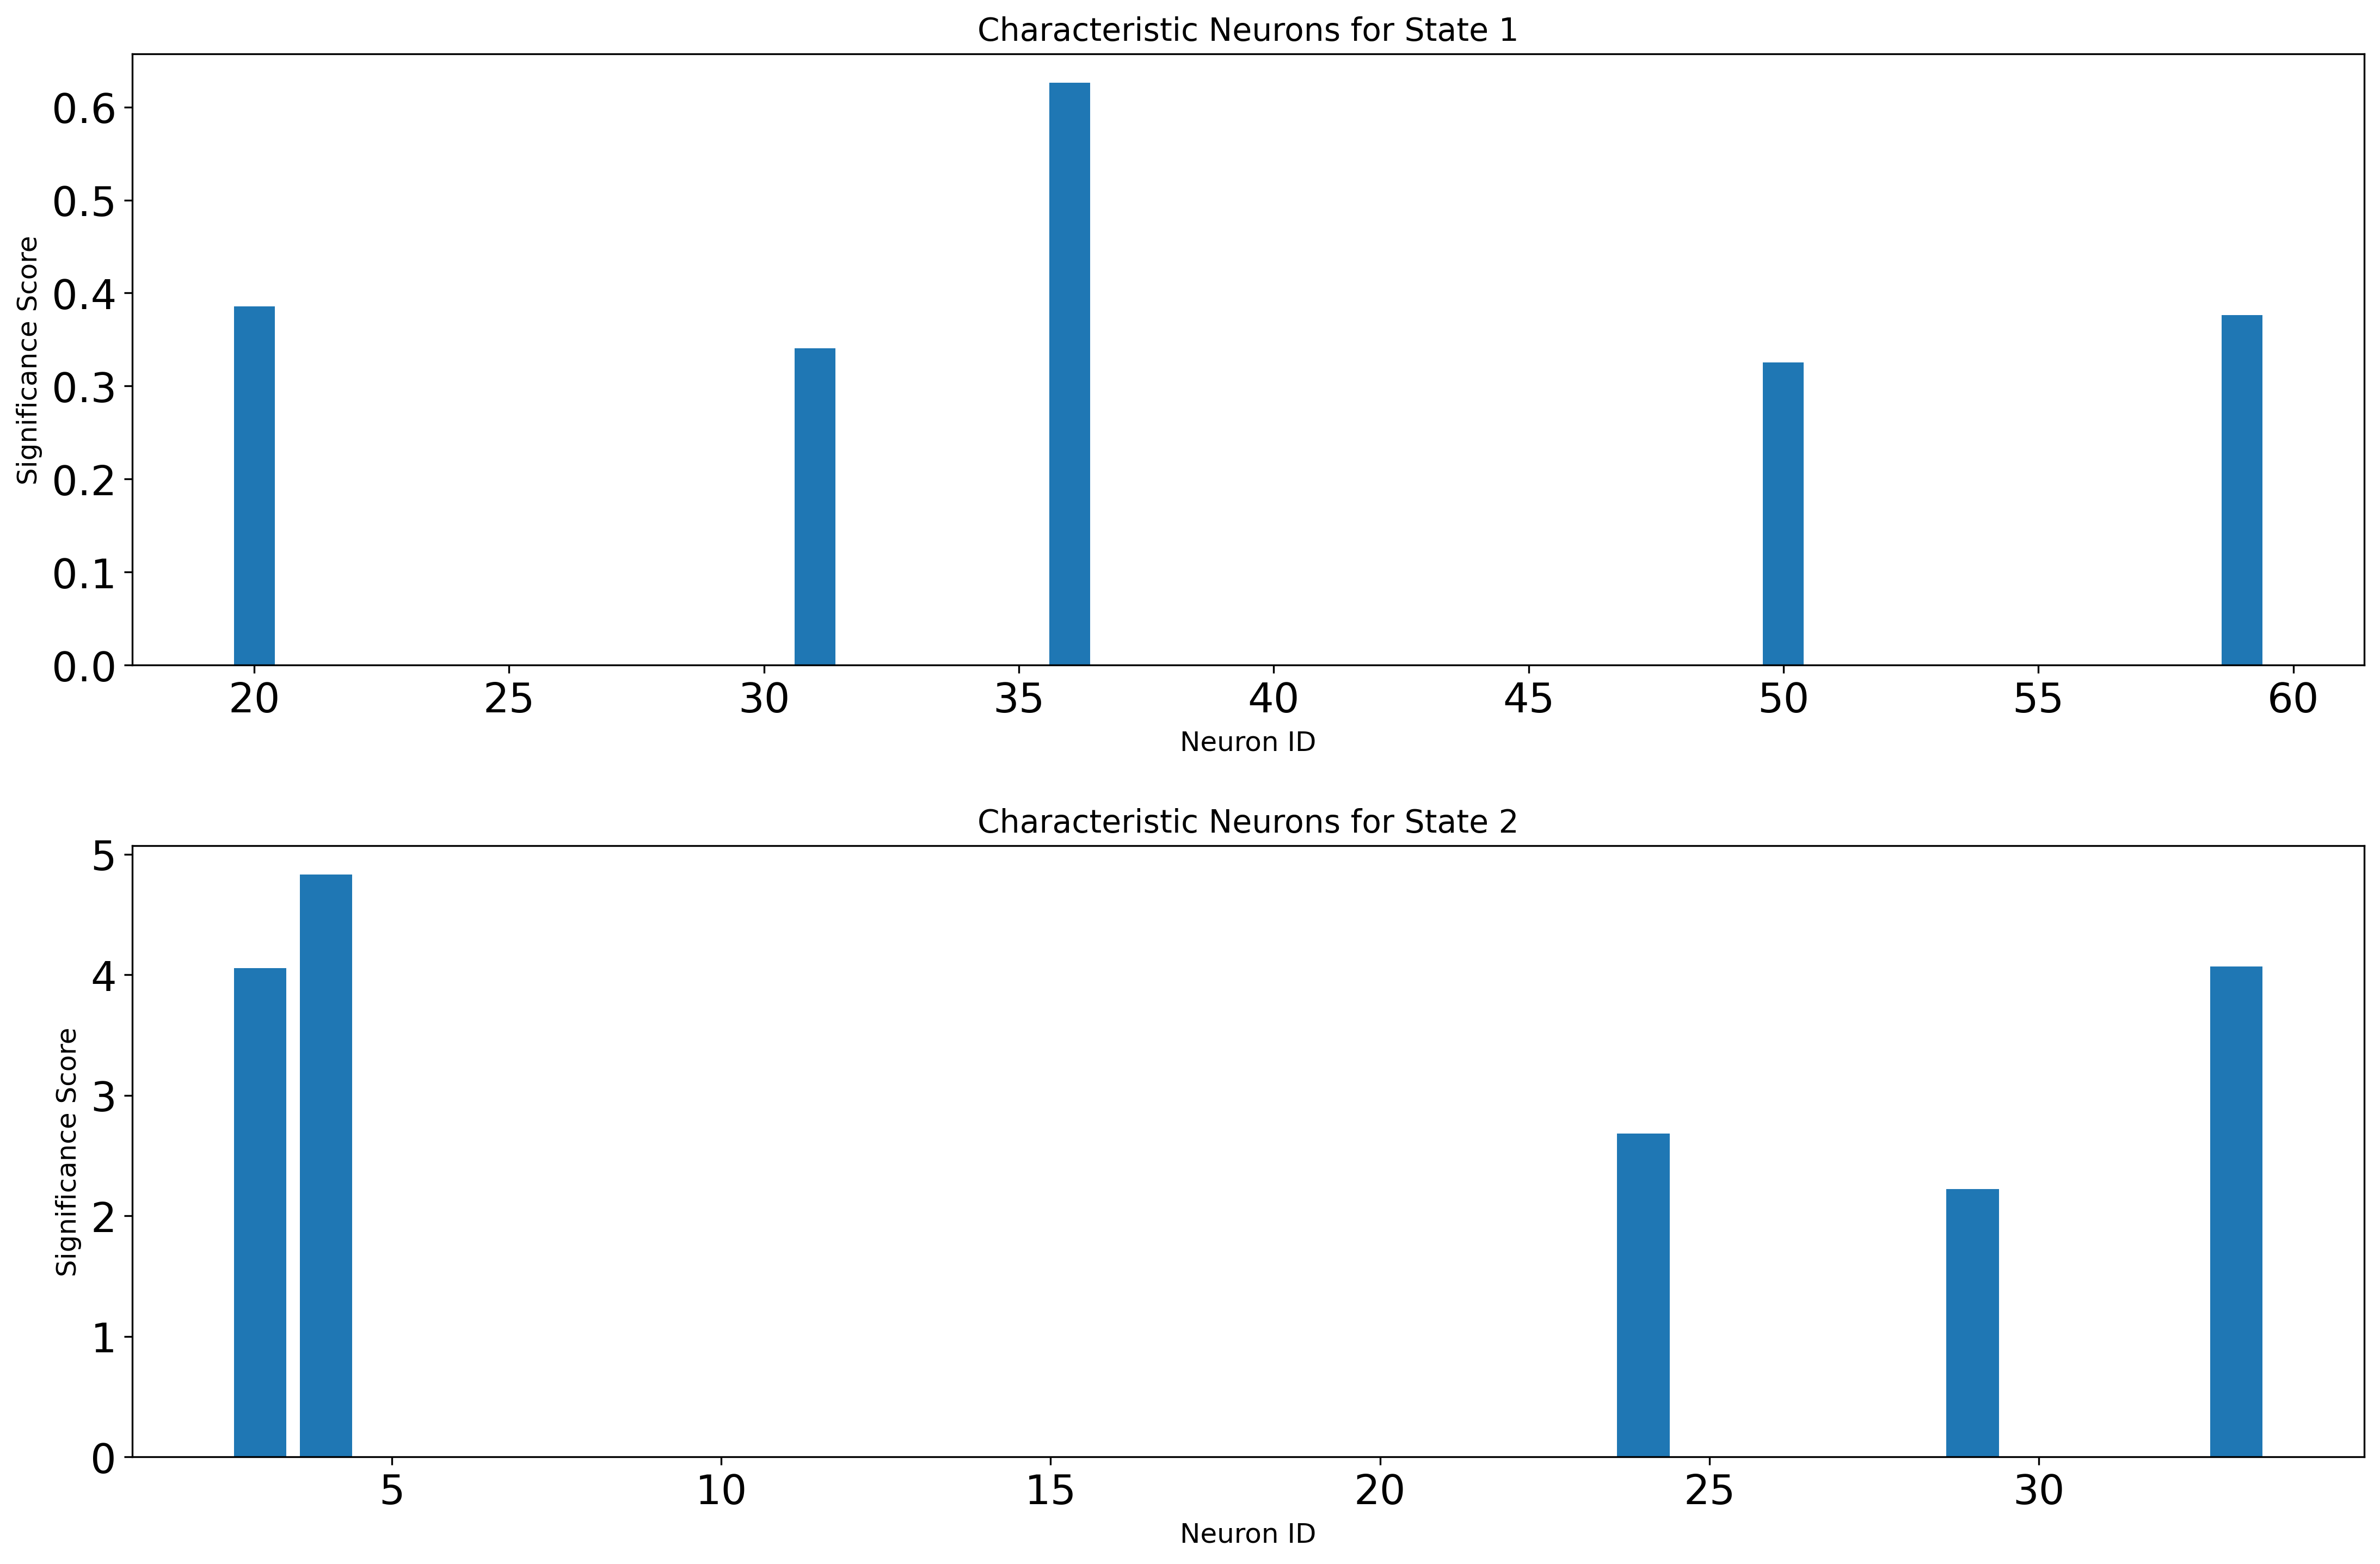 Characteristic Neurons for State 1
Significance Score
0.6
0.5
0.4
0.3
0.2
0.1
0.0
20 25 30 35 40 45 50 55 60
Neuron ID
Characteristic Neurons for State 2
Significance Score
5
4
3
2
1
0
5 10 15 20 25 30
Neuron ID